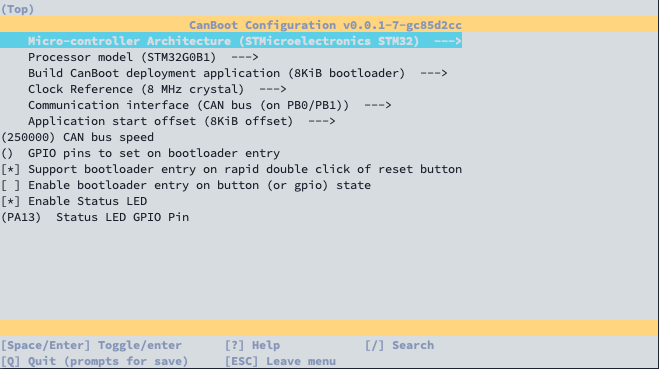 (Top)
CanBoot Configuration v0.0.1-7-gc85d2cc
Micro-controller Architecture (STMicroelectronics STM32)  --->
Processor model (STM32G0B1)  --->
Build CanBoot deployment application (8KiB bootloader)  --->
Clock Reference (8 MHz crystal)  --->
Communication interface (CAN bus (on PB0/PB1))  --->
Application start offset (8KiB offset)  --->
(250000) CAN bus speed
()  GPIO pins to set on bootloader entry
[*] Support bootloader entry on rapid double click of reset button
[ ] Enable bootloader entry on button (or gpio) state
[*] Enable Status LED
(PA13)  Status LED GPIO Pin
[Space/Enter] Toggle/enter      [?] Help            [/] Search
[Q] Quit (prompts for save)     [ESC] Leave menu